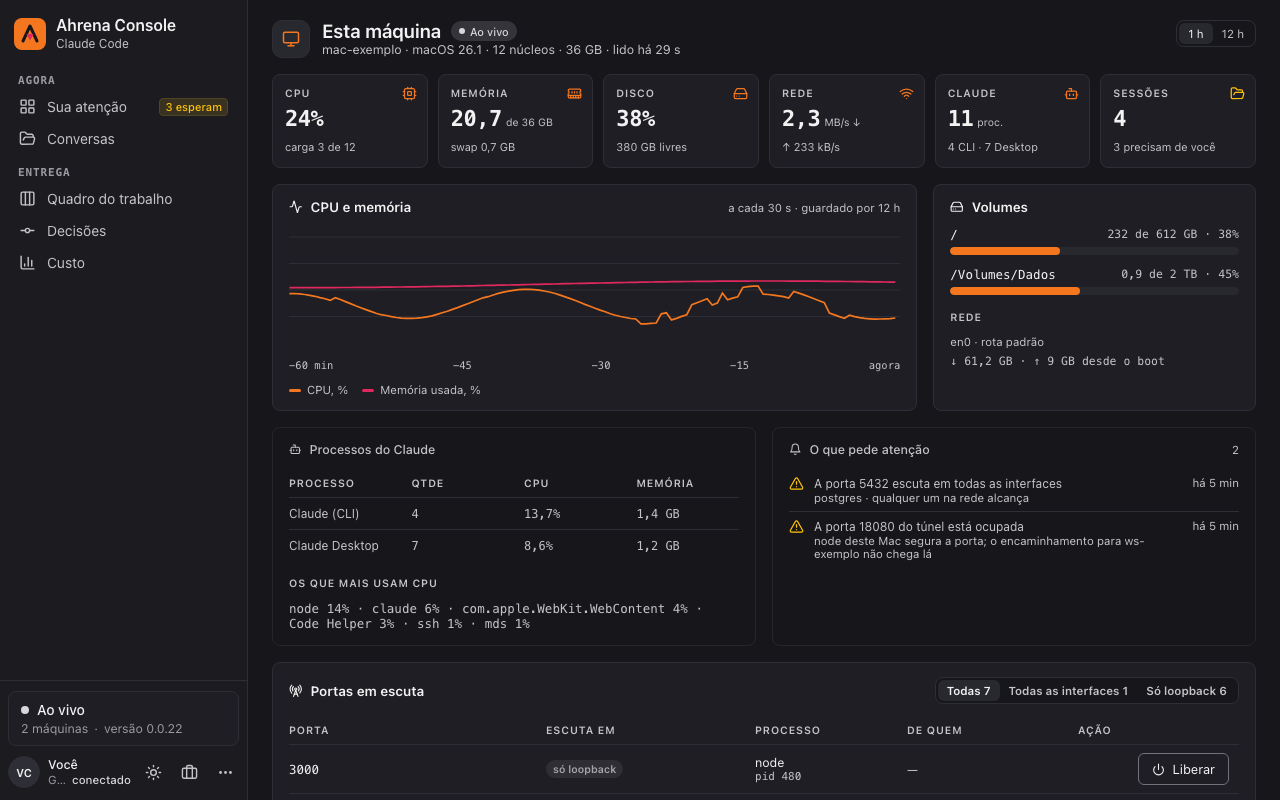 Ahrena Console
Claude Code
AGORA
Sua atenção
3 esperam
Conversas
ENTREGA
Quadro do trabalho
Decisões
Custo
Ao vivo
2 máquinas · versão 0.0.22
VC
Você
G... conectado
Esta máquina
Ao vivo
mac-exemplo · macOS 26.1 · 12 núcleos · 36 GB · lido há 29 s
1 h
12 h
CPU
24%
carga 3 de 12
MEMÓRIA
20,7 de 36 GB
swap 0,7 GB
DISCO
38%
380 GB livres
REDE
2,3 MB/s ↓
↑ 233 kB/s
CLAUDE
11 proc.
4 CLI · 7 Desktop
SESSÕES
4
3 precisam de você
CPU e memória
a cada 30 s · guardado por 12 h
−60 min
−45
−30
−15
agora
CPU, %
Memória usada, %
Volumes
/
232 de 612 GB · 38%
/Volumes/Dados
0,9 de 2 TB · 45%
REDE
en0 · rota padrão
↓ 61,2 GB · ↑ 9 GB desde o boot
Processos do Claude
PROCESSO QTDE CPU MEMÓRIA
Claude (CLI) 4 13,7% 1,4 GB
Claude Desktop 7 8,6% 1,2 GB
OS QUE MAIS USAM CPU
node 14% · claude 6% · com.apple.WebKit.WebContent 4% ·
Code Helper 3% · ssh 1% · mds 1%
O que pede atenção
2
A porta 5432 escuta em todas as interfaces
há 5 min
postgres · qualquer um na rede alcança
A porta 18080 do túnel está ocupada
há 5 min
node deste Mac segura a porta; o encaminhamento para ws-
exemplo não chega lá
Portas em escuta
Todas 7
Todas as interfaces 1
Só loopback 6
PORTA ESCUTA EM PROCESSO DE QUEM AÇÃO
3000
só loopback
node
pid 480
—
Liberar